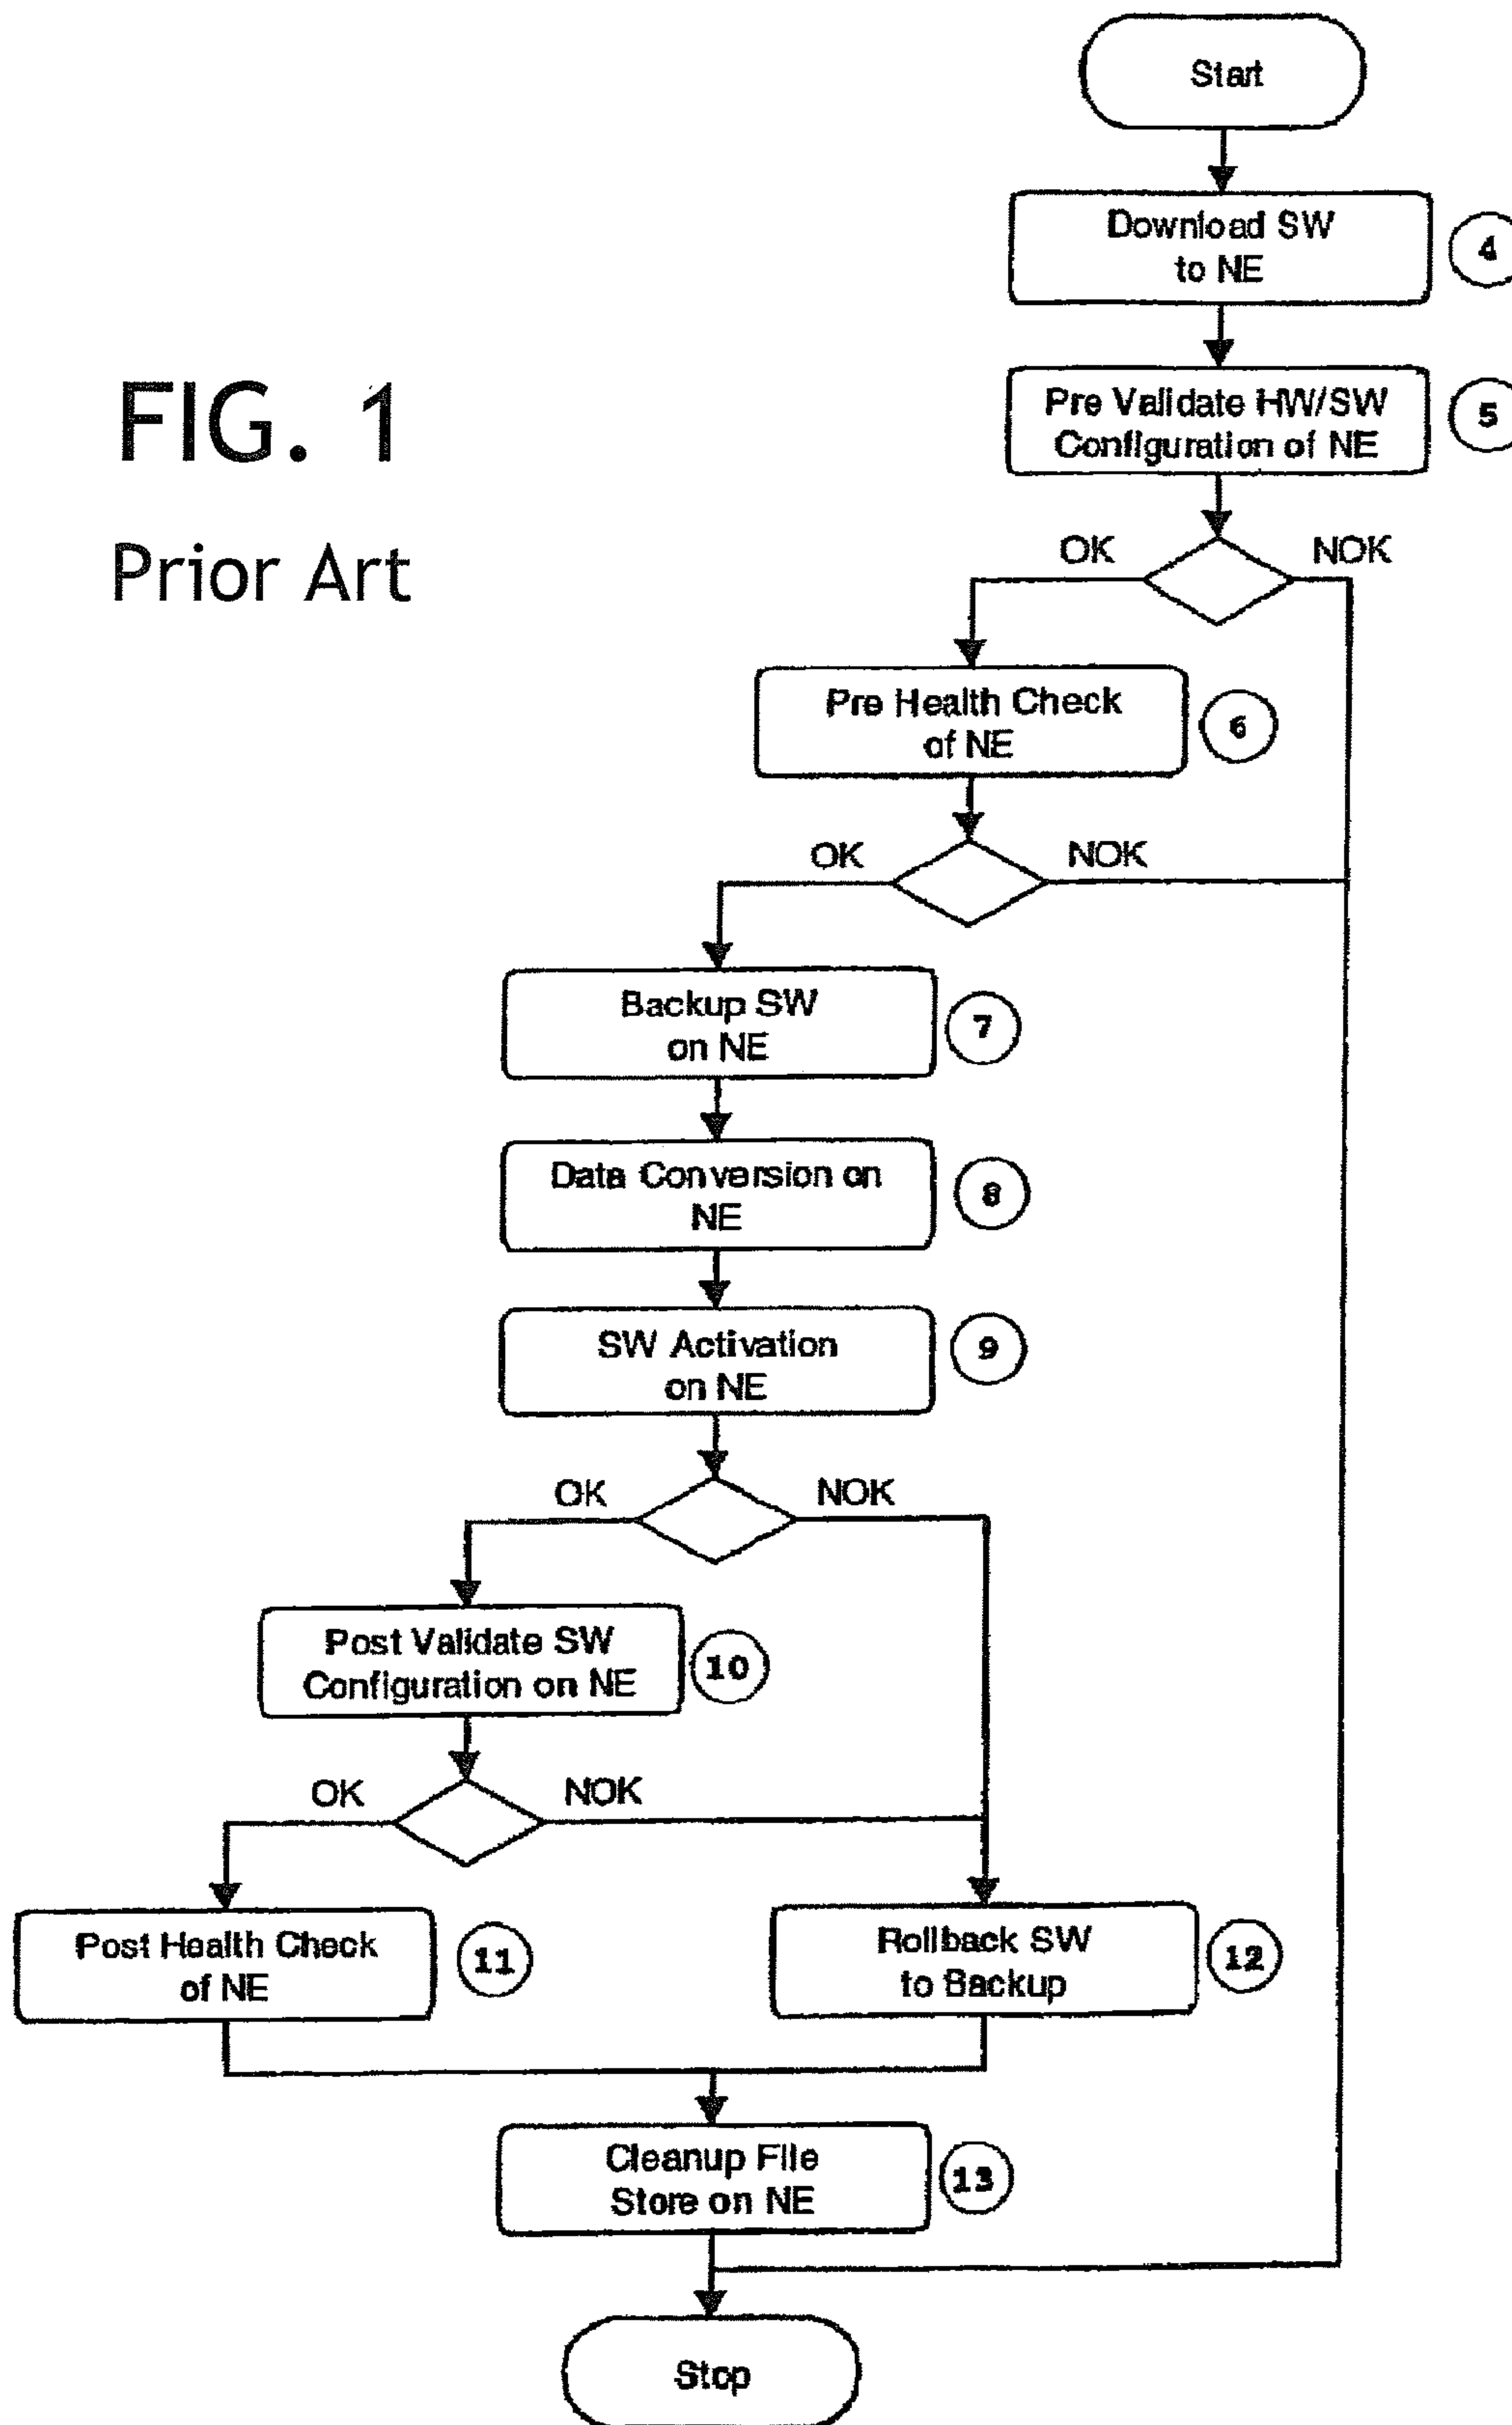 Start
Download SW
to NE
4
FIG. 1
Prior Art
Pre Validate HW/SW
Configuration of NE
5
OK
NOK
Pre Health Check
of NE
6
OK
NOK
Backup SW
on NE
7
Data Conversion on
NE
8
SW Activation
on NE
9
OK
NOK
Post Validate SW
Configuration on NE
10
OK
NOK
Post Health Check
of NE
11
Rollback SW
to Backup
12
Cleanup File
Store on NE
13
Stop